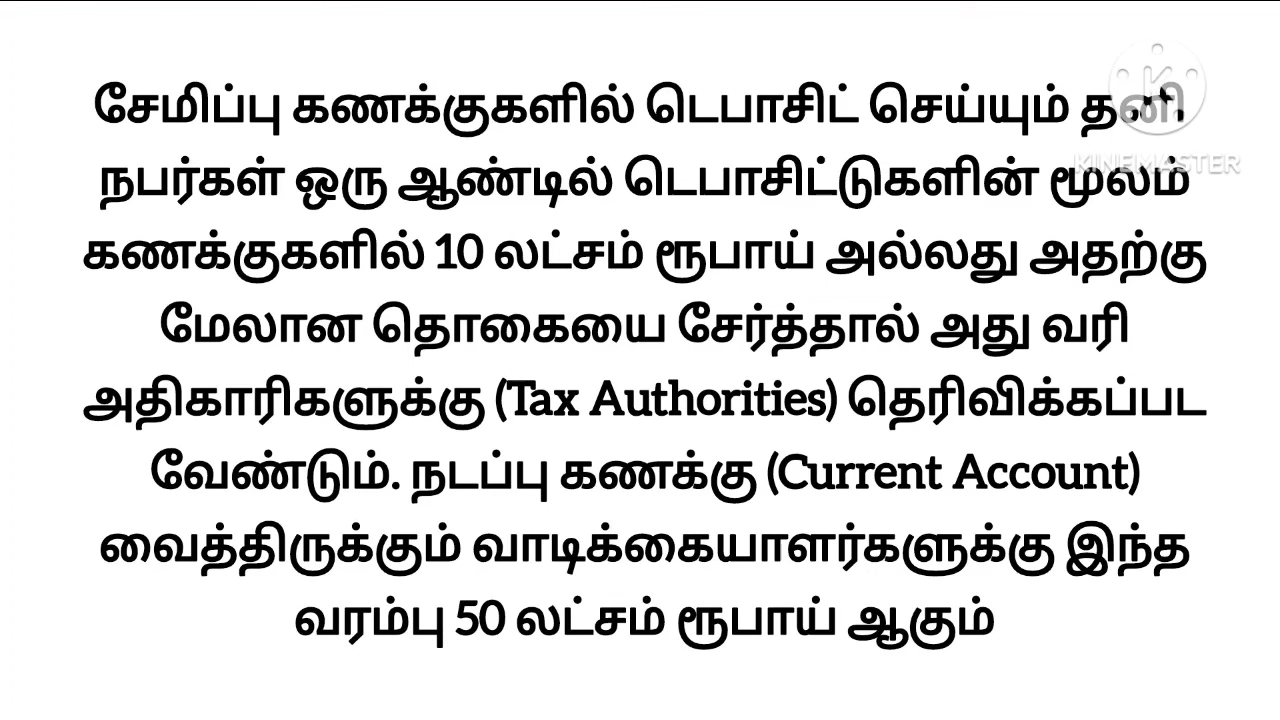 சேமிப்பு கணக்குகளில் டெபாசிட் செய்யும் தனி
நபர்கள் ஒரு ஆண்டில் டெபாசிட்டுகளின் மூலம்
கணக்குகளில் 10 லட்சம் ரூபாய் அல்லது அதற்கு
மேலான தொகையை சேர்த்தால் அது வரி
அதிகாரிகளுக்கு (Tax Authorities) தெரிவிக்கப்பட
வேண்டும். நடப்பு கணக்கு (Current Account)
வைத்திருக்கும் வாடிக்கையாளர்களுக்கு இந்த
வரம்பு 50 லட்சம் ரூபாய் ஆகும்
K
KINEMASTER